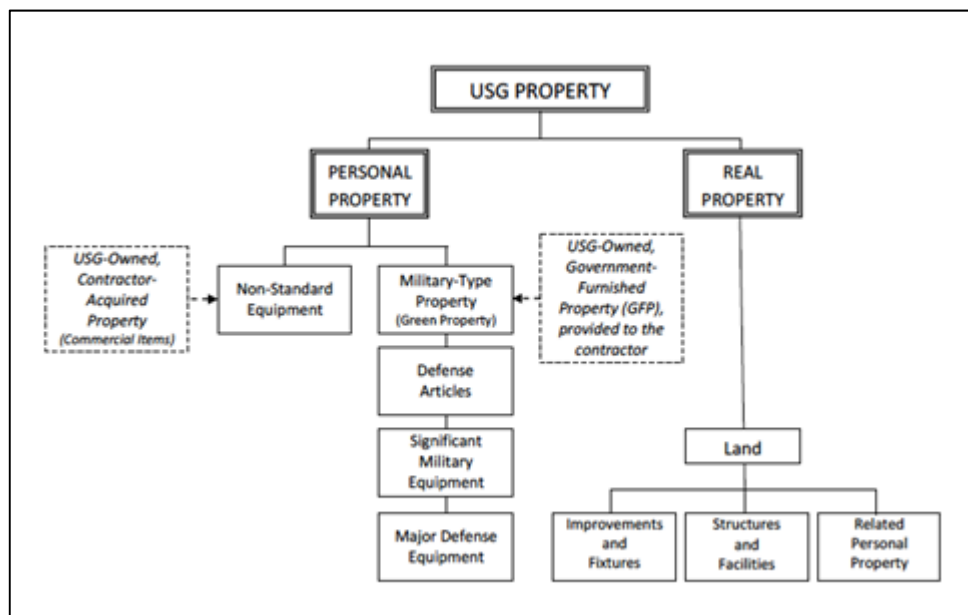 USG PROPERTY
PERSONAL
PROPERTY
REAL
PROPERTY
USG-Owned,
Contractor-
Acquired
Property
(Commercial Items)
Non-Standard
Equipment
Military-Type
Property
(Green Property)
USG-Owned,
Government-
Furnished
Property (GFP),
provided to the
contractor
Defense
Articles
Significant
Military
Equipment
Major Defense
Equipment
Land
Improvements
and
Fixtures
Structures
and
Facilities
Related
Personal
Property